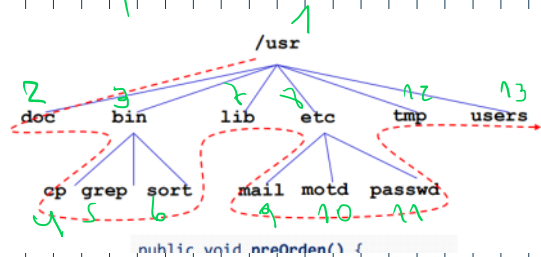 1
/usr
2 3 7 8 12 13
doc bin lib etc tmp users
cp grep sort mail motd passwd
4 5 6 9 10 11
public void preOrden() {